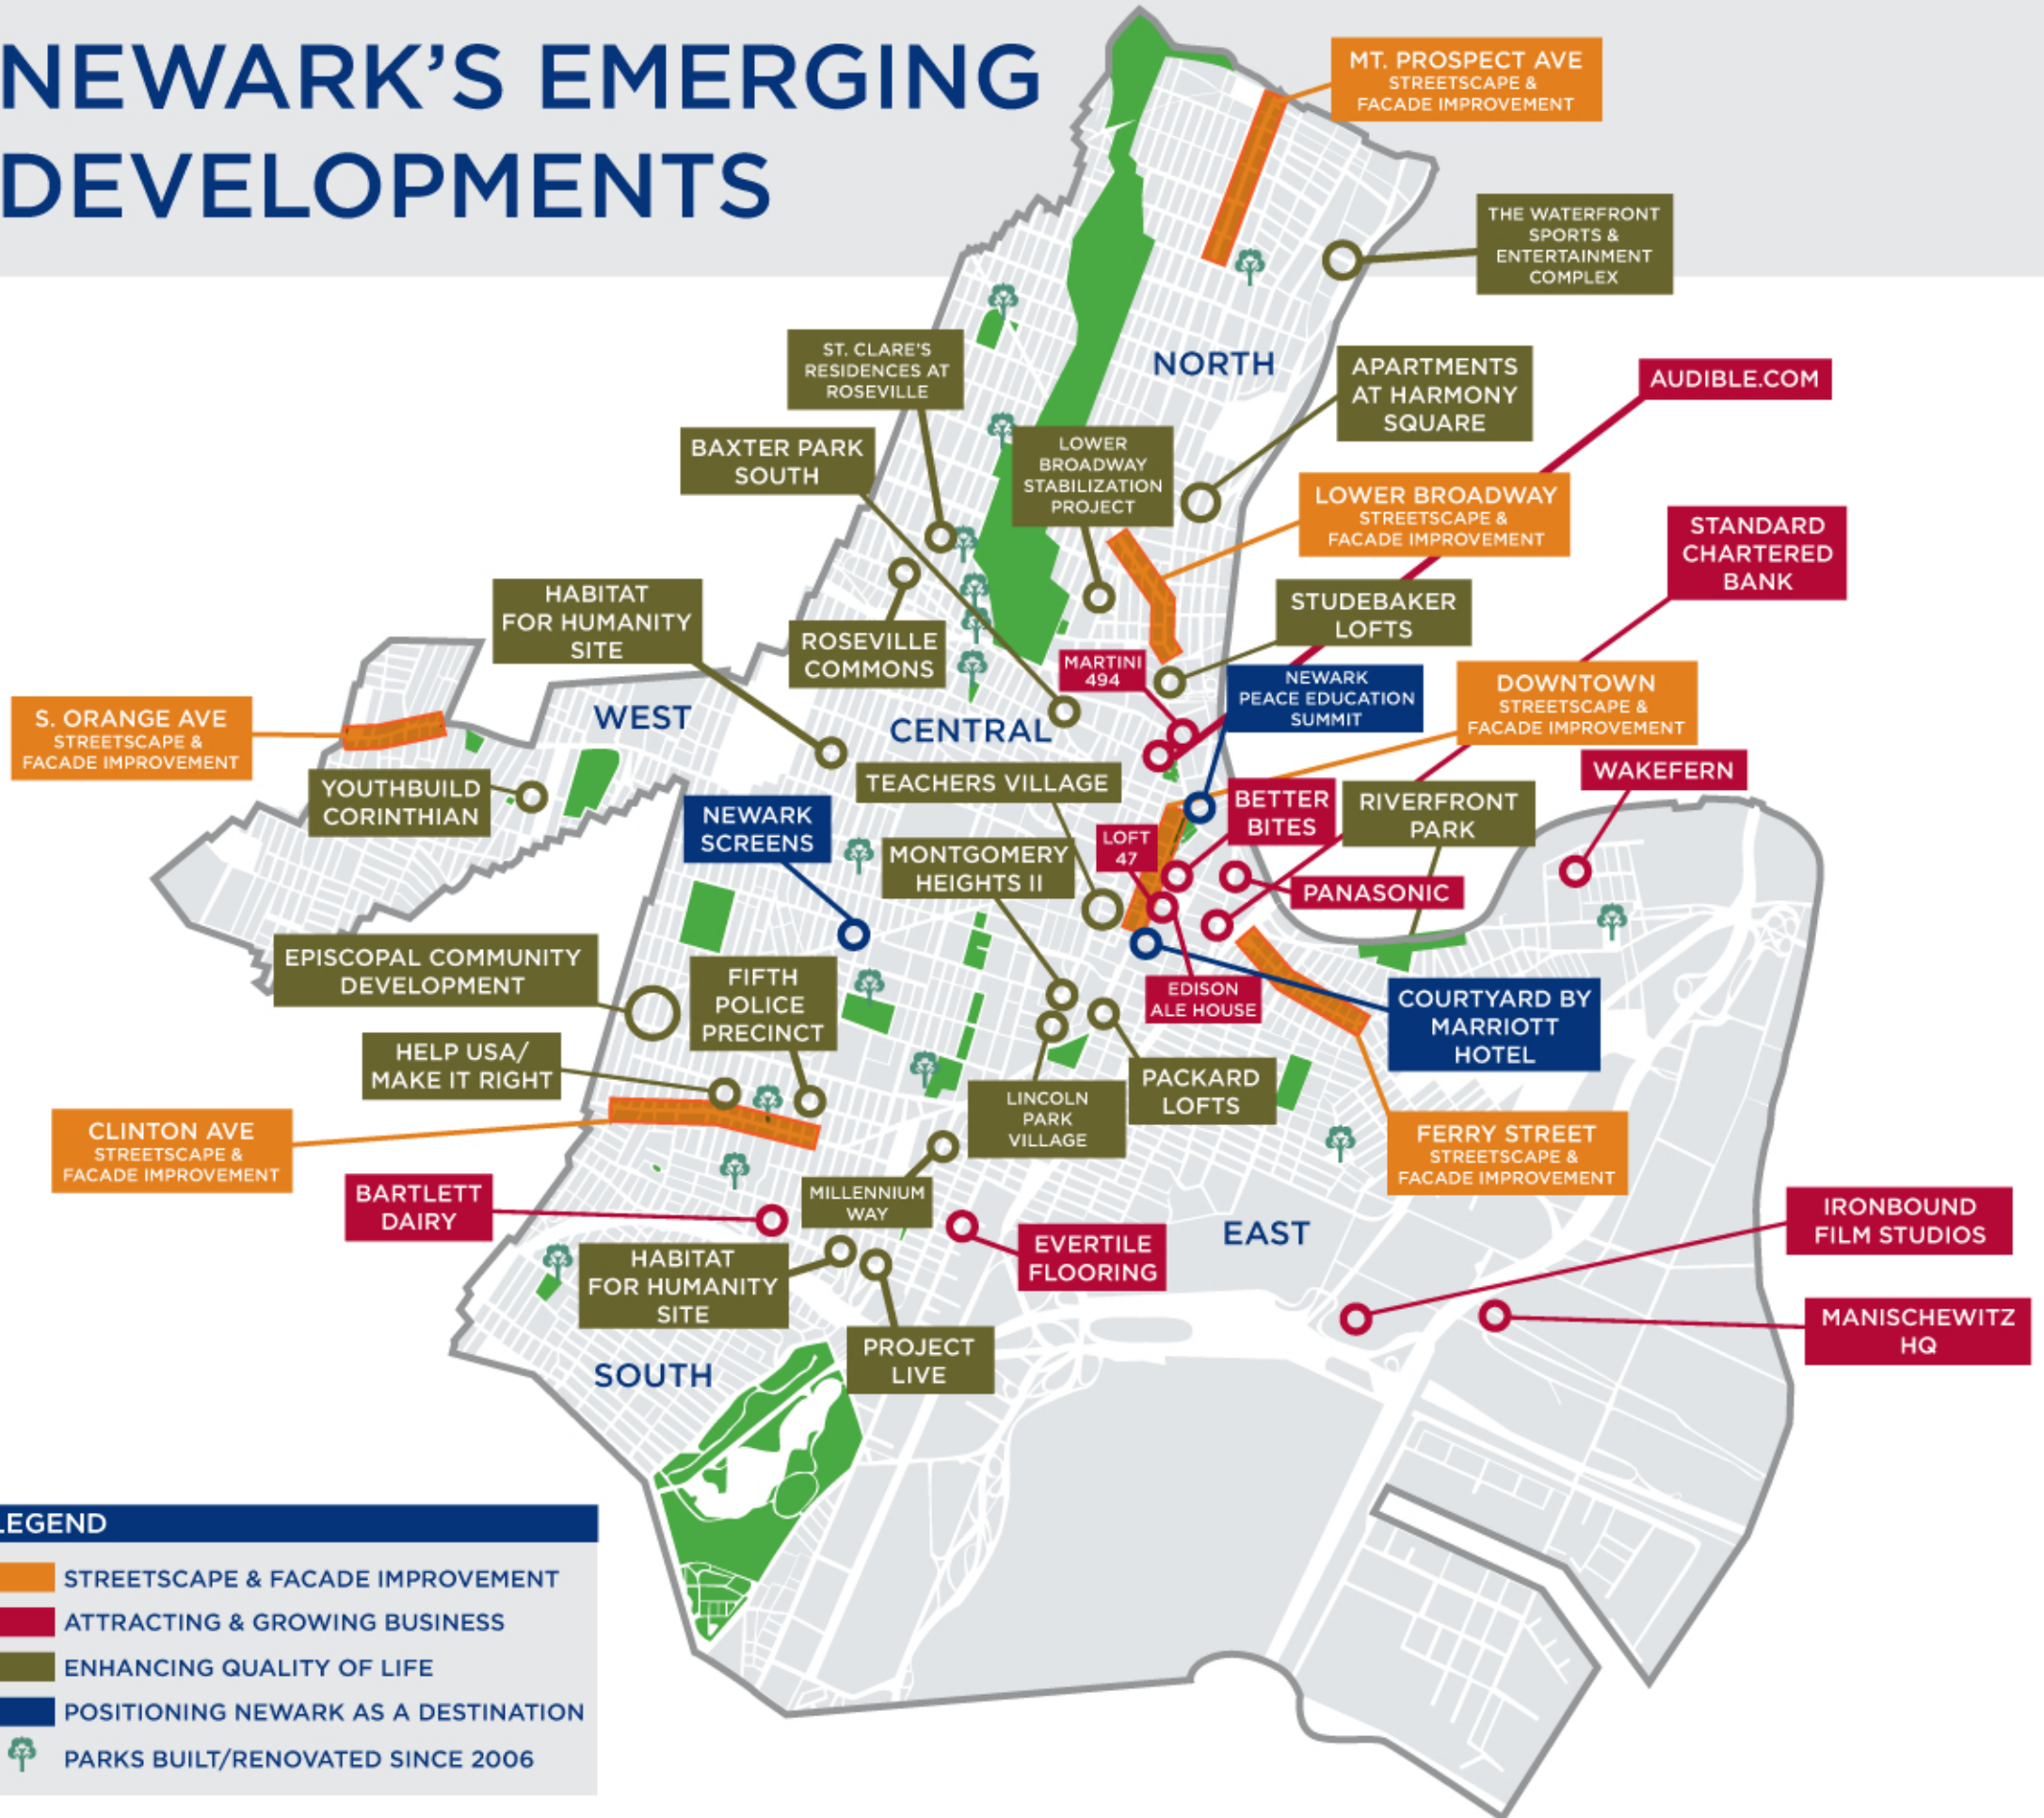 NEWARK'S EMERGING
DEVELOPMENTS
MT. PROSPECT AVE
STREETSCAPE &
FACADE IMPROVEMENT
THE WATERFRONT
SPORTS &
ENTERTAINMENT
COMPLEX
NORTH
ST. CLARE'S
RESIDENCES AT
ROSEVILLE
APARTMENTS
AT HARMONY
SQUARE
AUDIBLE.COM
BAXTER PARK
SOUTH
LOWER
BROADWAY
STABILIZATION
PROJECT
LOWER BROADWAY
STREETSCAPE &
FACADE IMPROVEMENT
STANDARD
CHARTERED
BANK
HABITAT
FOR HUMANITY
SITE
ROSEVILLE
COMMONS
STUDEBAKER
LOFTS
MARTINI
494
NEWARK
PEACE EDUCATION
SUMMIT
DOWNTOWN
STREETSCAPE &
FACADE IMPROVEMENT
S. ORANGE AVE
STREETSCAPE &
FACADE IMPROVEMENT
WEST
CENTRAL
YOUTHBUILD
CORINTHIAN
TEACHERS VILLAGE
WAKEFERN
NEWARK
SCREENS
BETTER
BITES
RIVERFRONT
PARK
LOFT
47
MONTGOMERY
HEIGHTS II
PANASONIC
EPISCOPAL COMMUNITY
DEVELOPMENT
FIFTH
POLICE
PRECINCT
EDISON
ALE HOUSE
COURTYARD BY
MARRIOTT
HOTEL
HELP USA/
MAKE IT RIGHT
LINCOLN
PARK
VILLAGE
PACKARD
LOFTS
CLINTON AVE
STREETSCAPE &
FACADE IMPROVEMENT
FERRY STREET
STREETSCAPE &
FACADE IMPROVEMENT
BARTLETT
DAIRY
MILLENNIUM
WAY
EAST
IRONBOUND
FILM STUDIOS
HABITAT
FOR HUMANITY
SITE
EVERTILE
FLOORING
MANISCHEWITZ
HQ
PROJECT
LIVE
SOUTH
LEGEND
STREETSCAPE & FACADE IMPROVEMENT
ATTRACTING & GROWING BUSINESS
ENHANCING QUALITY OF LIFE
POSITIONING NEWARK AS A DESTINATION
PARKS BUILT/RENOVATED SINCE 2006